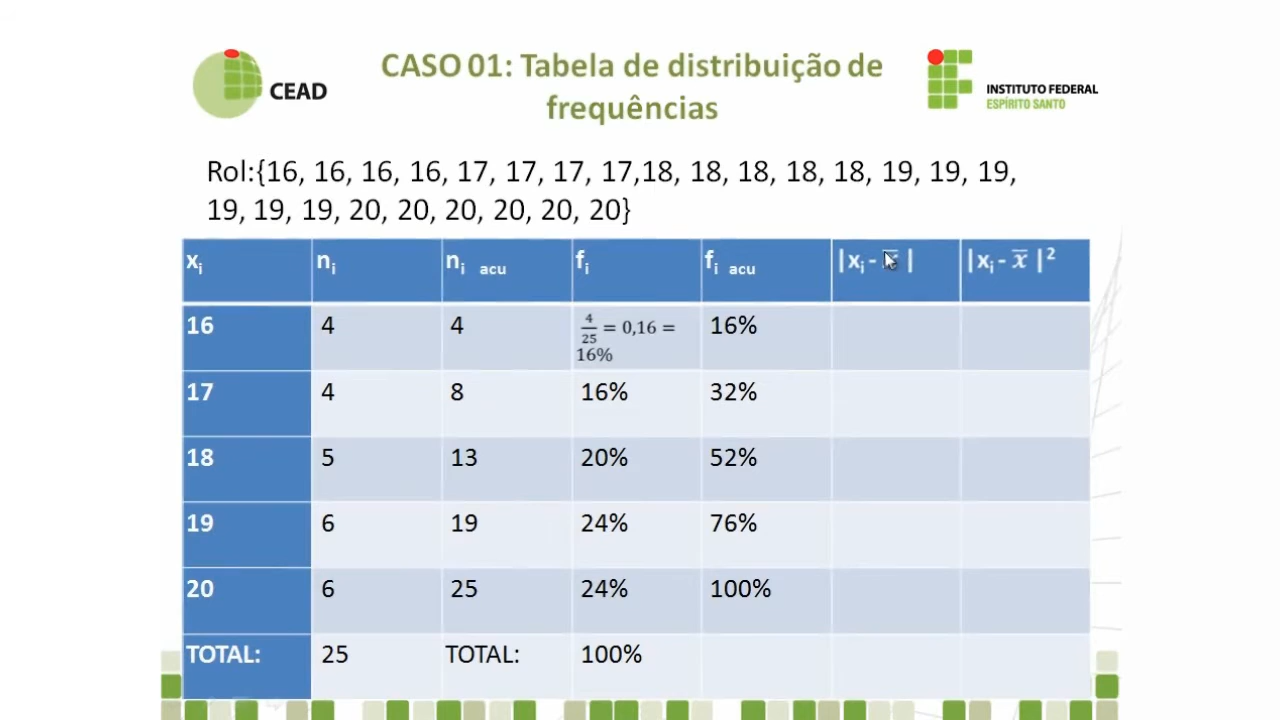 CEAD
CASO 01: Tabela de distribuição de
frequências
INSTITUTO FEDERAL
ESPÍRITO SANTO
Rol:{16, 16, 16, 16, 17, 17, 17, 17,18, 18, 18, 18, 18, 19, 19, 19,
19, 19, 19, 20, 20, 20, 20, 20, 20}
xᵢ nᵢ nᵢ acu fᵢ fᵢ acu |xᵢ - x̅ | |xᵢ - x̅ |²
16 4 4 4/25 = 0,16 = 16%
16%
17 4 8 16% 32%
18 5 13 20% 52%
19 6 19 24% 76%
20 6 25 24% 100%
TOTAL: 25 TOTAL: 100%